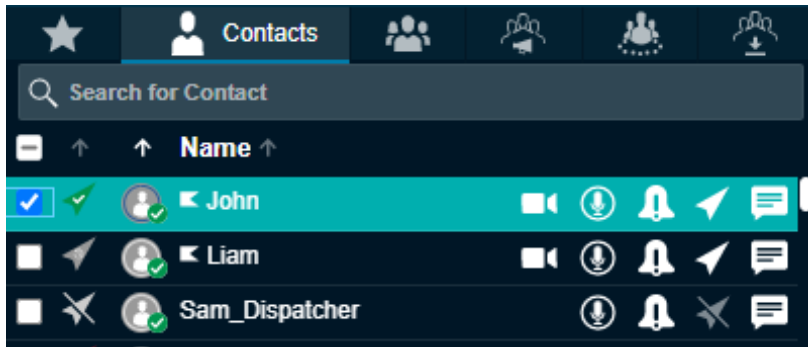 Contacts
Search for Contact
Name
John
Liam
Sam_Dispatcher